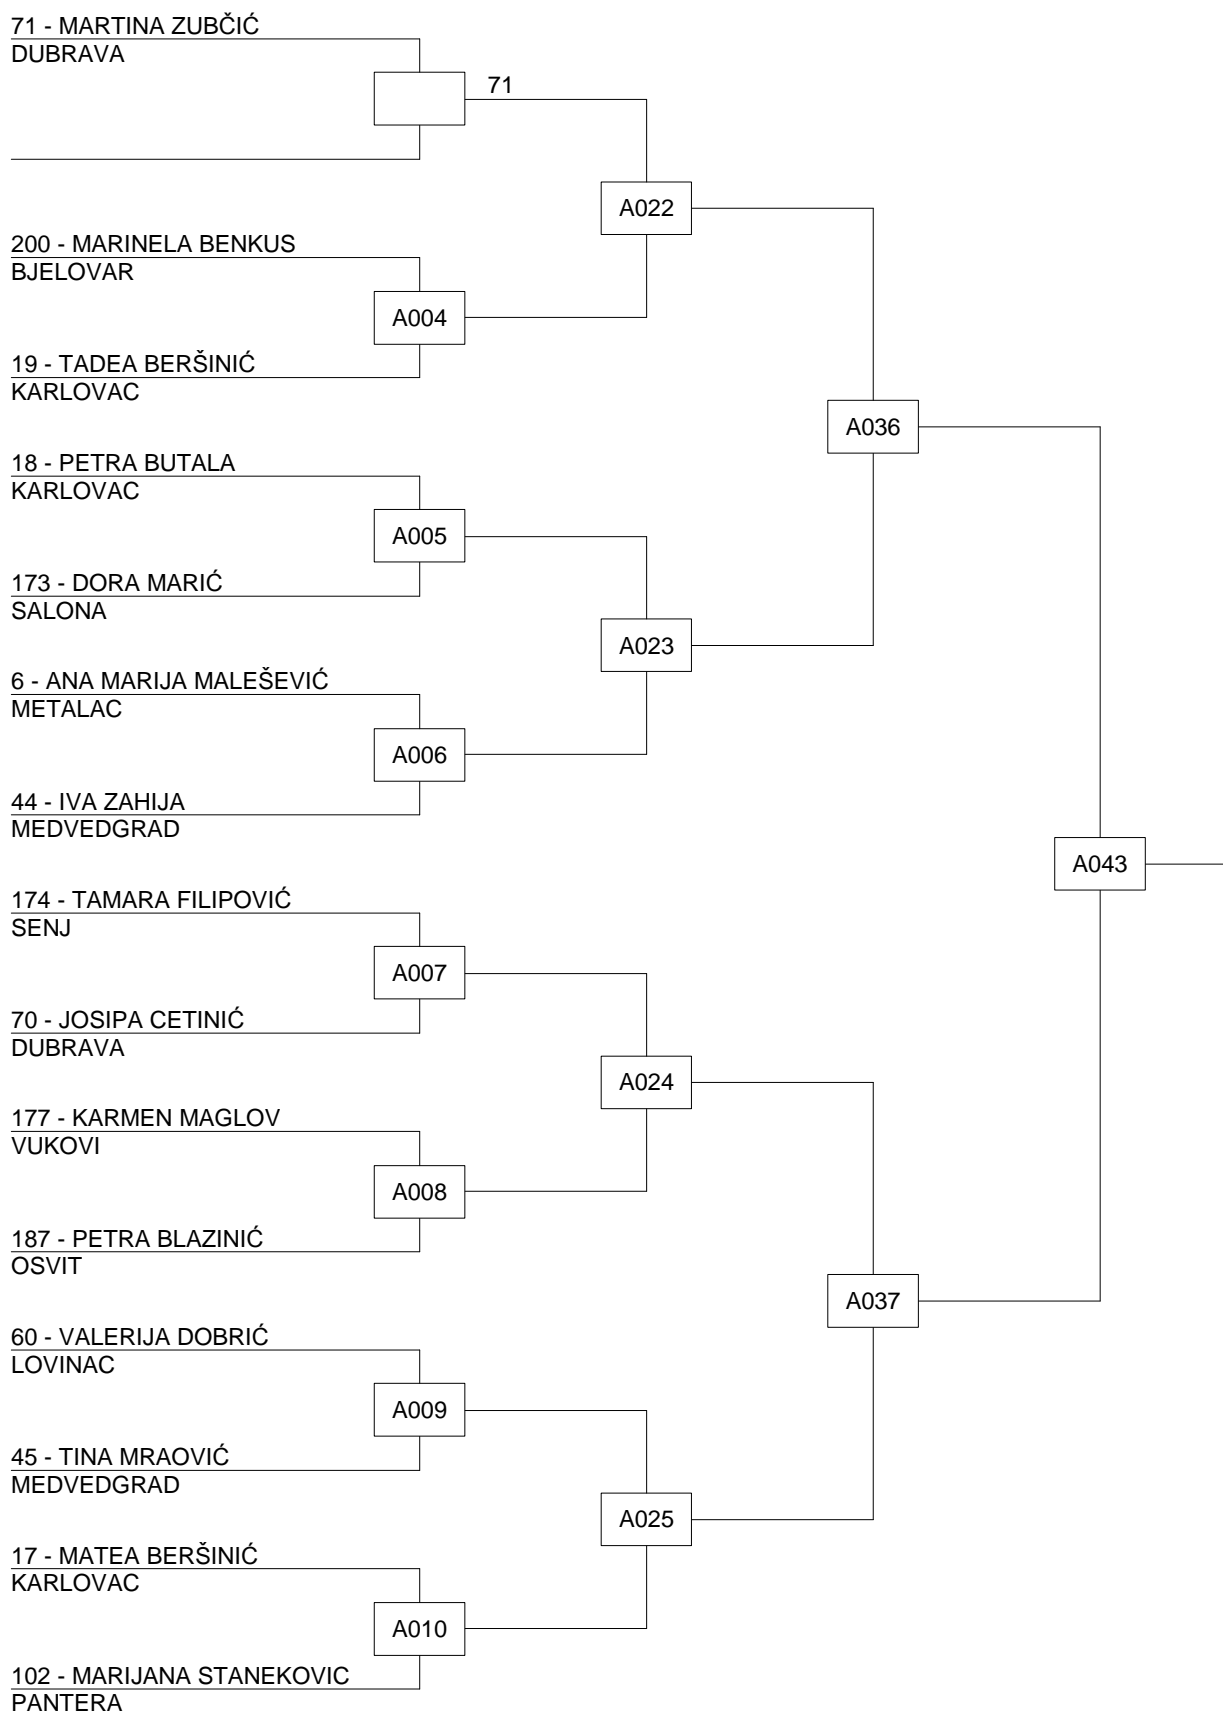 71 - MARTINA ZUBČIĆ
DUBRAVA
71
A022
200 - MARINELA BENKUS
BJELOVAR
A004
19 - TADEA BERŠINIĆ
KARLOVAC
A036
18 - PETRA BUTALA
KARLOVAC
A005
173 - DORA MARIĆ
SALONA
A023
6 - ANA MARIJA MALEŠEVIĆ
METALAC
A006
44 - IVA ZAHIJA
MEDVEDGRAD
A043
174 - TAMARA FILIPOVIĆ
SENJ
A007
70 - JOSIPA CETINIĆ
DUBRAVA
A024
177 - KARMEN MAGLOV
VUKOVI
A008
187 - PETRA BLAZINIĆ
OSVIT
A037
60 - VALERIJA DOBRIĆ
LOVINAC
A009
45 - TINA MRAOVIĆ
MEDVEDGRAD
A025
17 - MATEA BERŠINIĆ
KARLOVAC
A010
102 - MARIJANA STANEKOVIC
PANTERA